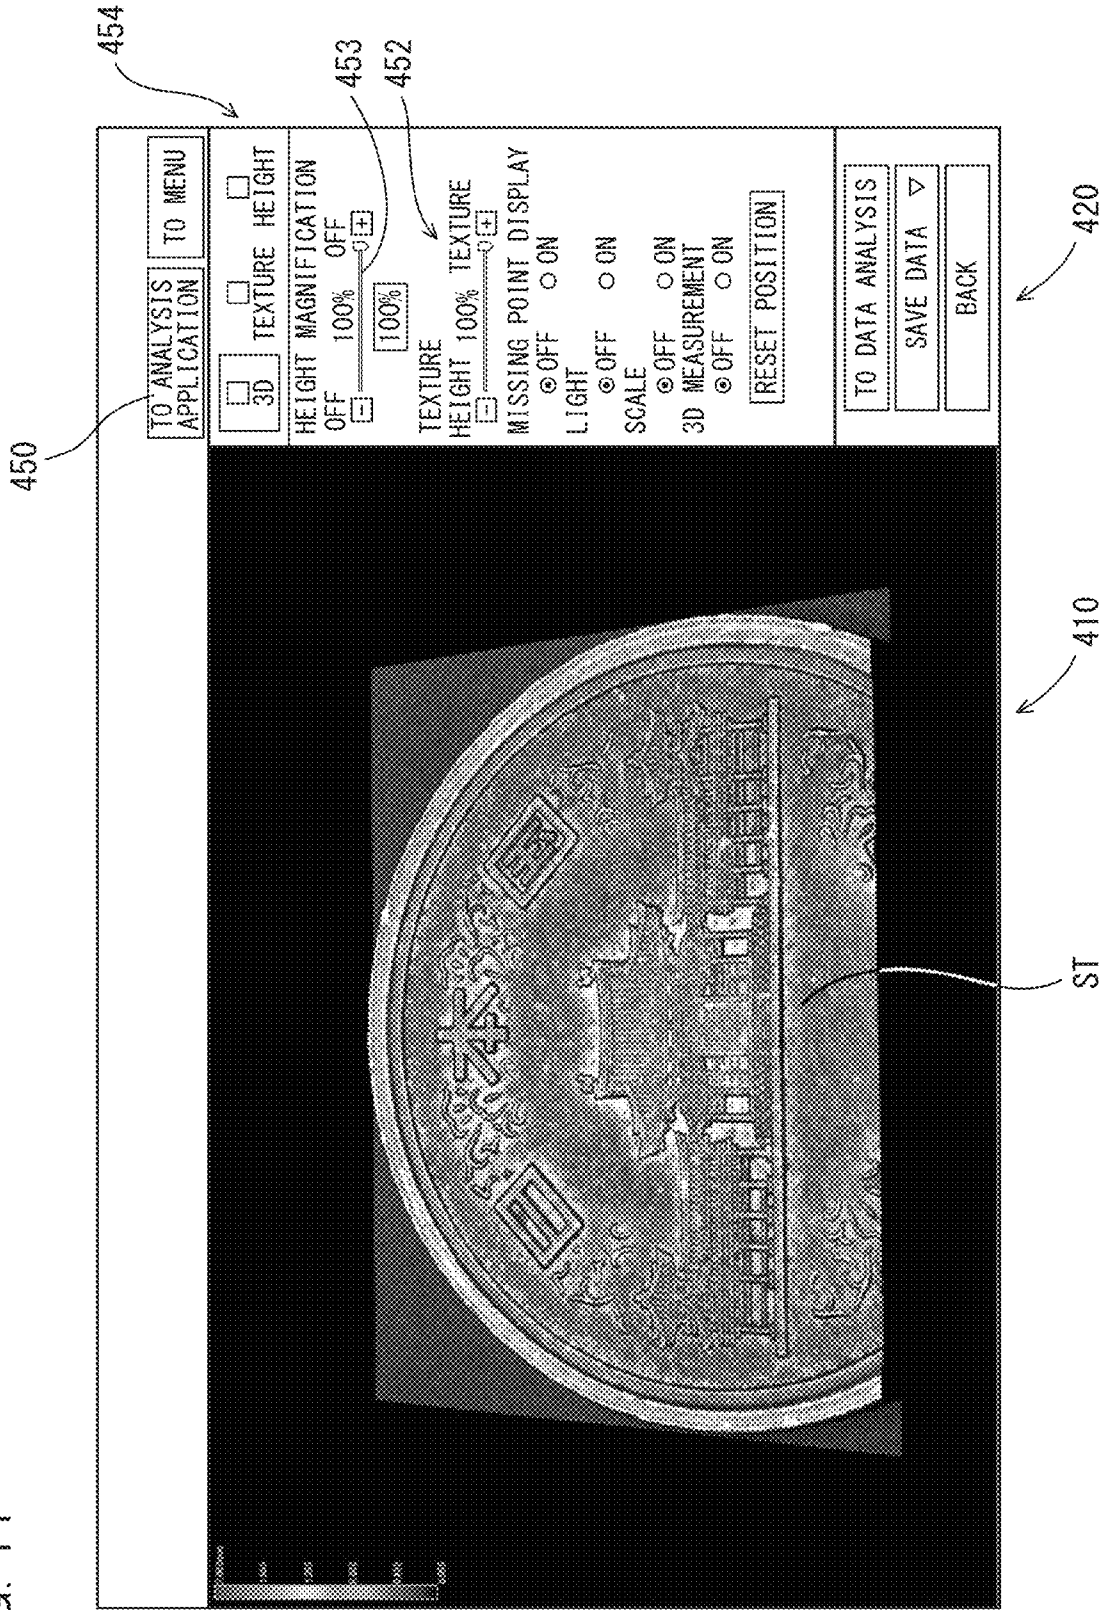 TO ANALYSIS
APPLICATION
TO MENU
450
454
3D
TEXTURE
HEIGHT
HEIGHT MAGNIFICATION
OFF 100% OFF
- +
453
100%
TEXTURE
452
HEIGHT 100% TEXTURE
- +
MISSING POINT DISPLAY
OFF ON
LIGHT
OFF ON
SCALE
OFF ON
3D MEASUREMENT
OFF ON
RESET POSITION
TO DATA ANALYSIS
SAVE DATA ▽
BACK
ST
410
420